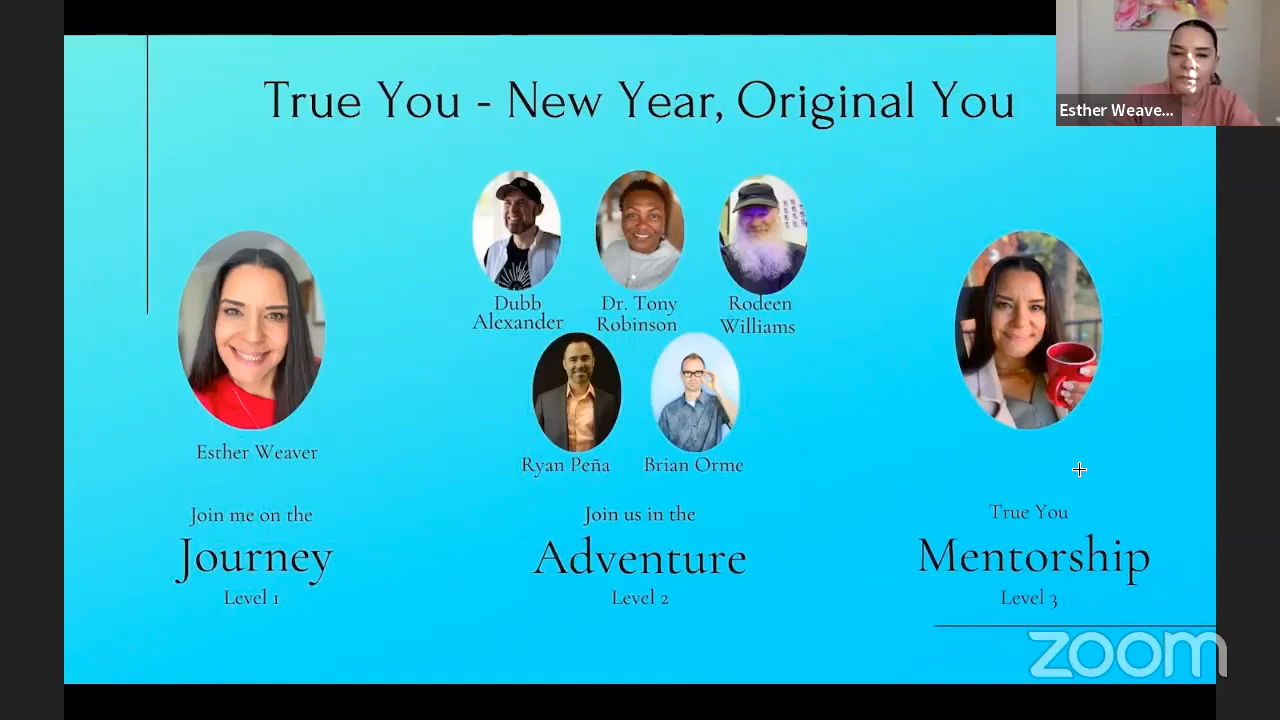 True You - New Year, Original You
Esther Weave...
Dubb
Alexander
Dr. Tony
Robinson
Rodeen
Williams
Ryan Peña
Brian Orme
Esther Weaver
Join me on the
Journey
Level 1
Join us in the
Adventure
Level 2
True You
Mentorship
Level 3
zoom